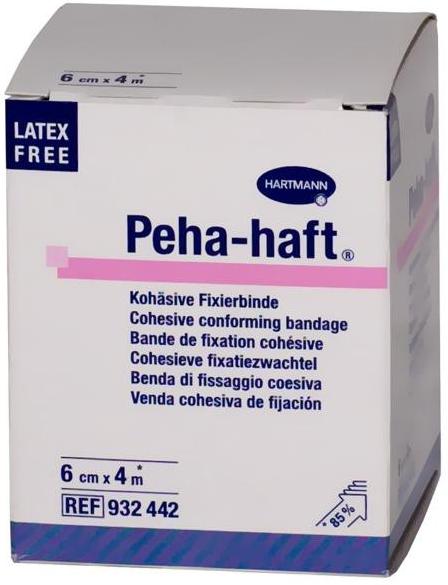 6 cm x 4 m*
LATEX
FREE
HARTMANN
Peha-haft®
Kohäsive Fixierbinde
Cohesive conforming bandage
Bande de fixation cohésive
Cohesieve fixatiezwachtel
Benda di fissaggio coesiva
Venda cohesiva de fijación
6 cm x 4 m*
REF 932 442
* 85%